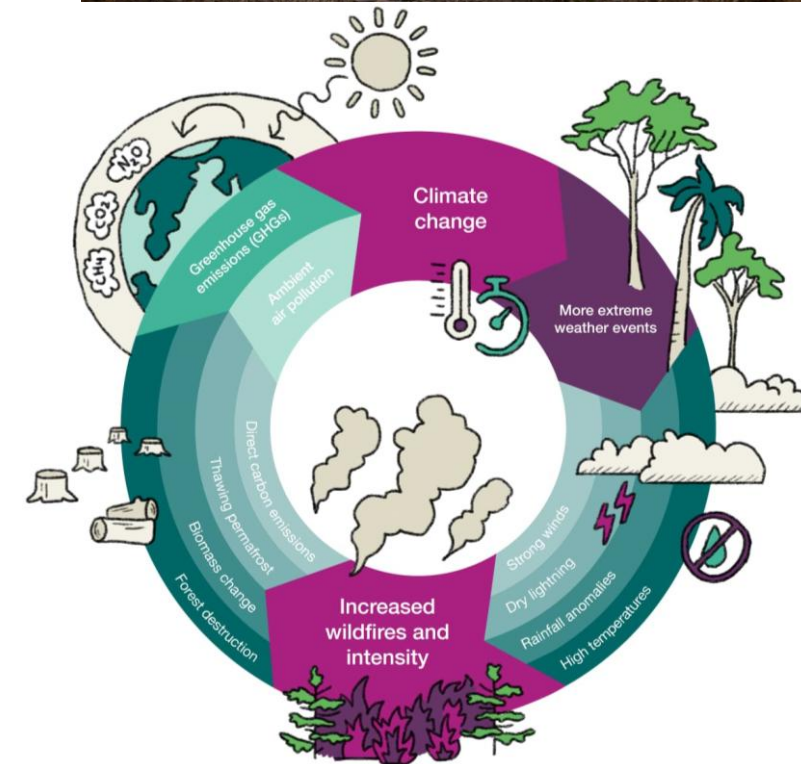 Climate
change
More extreme
weather events
Strong winds
Dry lightning
Rainfall anomalies
High temperatures
Increased
wildfires and
intensity
Forest destruction
Biomass change
Thawing permafrost
Direct carbon emissions
Greenhouse gas
emissions (GHGs)
Ambient
air pollution
N2O
CO2
CH4